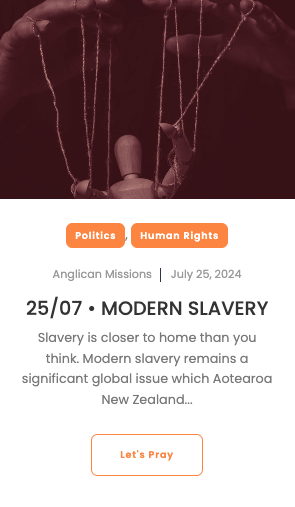 Politics, Human Rights
Anglican Missions | July 25, 2024
25/07 • MODERN SLAVERY
Slavery is closer to home than you
think. Modern slavery remains a
significant global issue which Aotearoa
New Zealand...
Let's Pray